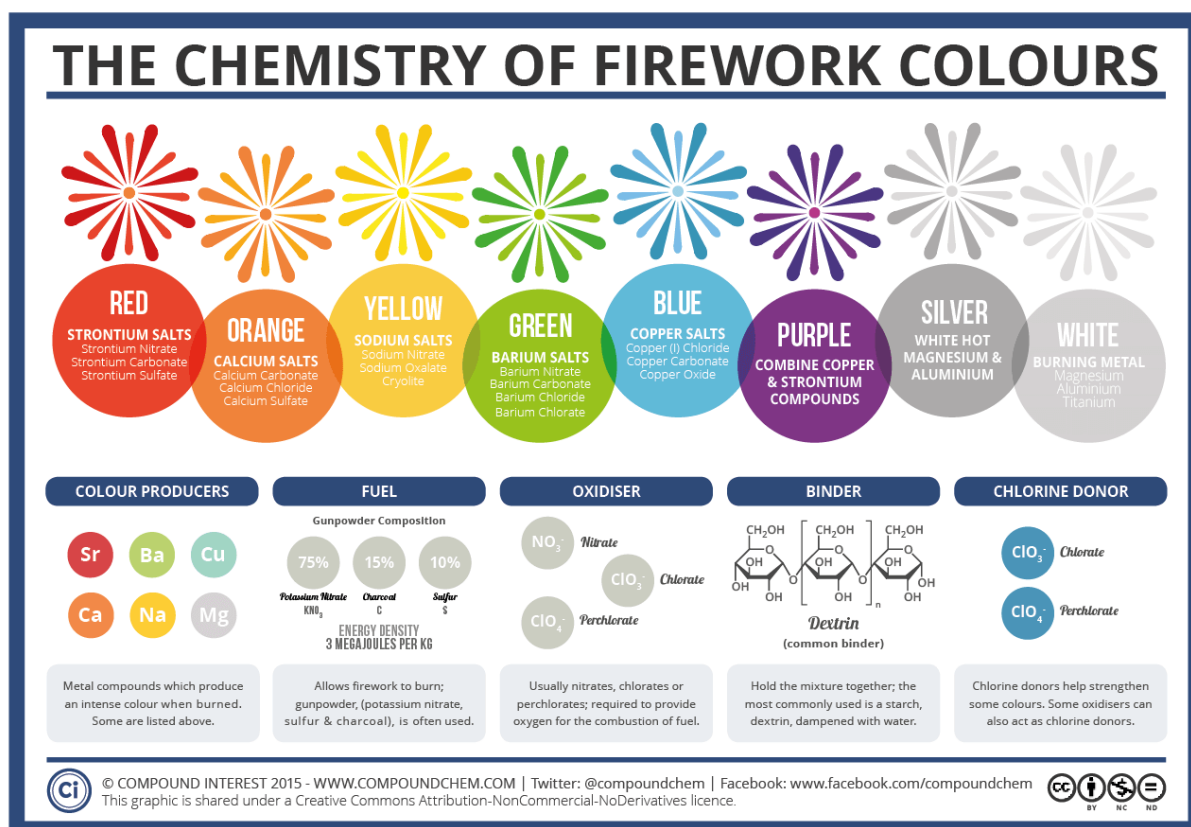 THE CHEMISTRY OF FIREWORK COLOURS
RED
STRONTIUM SALTS
Strontium Nitrate
Strontium Carbonate
Strontium Sulfate
ORANGE
CALCIUM SALTS
Calcium Carbonate
Calcium Chloride
Calcium Sulfate
YELLOW
SODIUM SALTS
Sodium Nitrate
Sodium Oxalate
Cryolite
GREEN
BARIUM SALTS
Barium Nitrate
Barium Carbonate
Barium Chloride
Barium Chlorate
BLUE
COPPER SALTS
Copper (I) Chloride
Copper Carbonate
Copper Oxide
PURPLE
COMBINE COPPER
& STRONTIUM
COMPOUNDS
SILVER
WHITE HOT
MAGNESIUM &
ALUMINIUM
WHITE
BURNING METAL
Magnesium
Aluminium
Titanium
COLOUR PRODUCERS
Sr Ba Cu
Ca Na Mg
Metal compounds which produce
an intense colour when burned.
Some are listed above.
FUEL
Gunpowder Composition
75% 15% 10%
Potassium Nitrate Charcoal Sulfur
KNO₃ C S
ENERGY DENSITY
3 MEGAJOULES PER KG
Allows firework to burn;
gunpowder, (potassium nitrate,
sulfur & charcoal), is often used.
OXIDISER
NO₃⁻ Nitrate
ClO₃⁻ Chlorate
ClO₄⁻ Perchlorate
Usually nitrates, chlorates or
perchlorates; required to provide
oxygen for the combustion of fuel.
BINDER
CH₂OH CH₂OH CH₂OH
O O O
OH OH OH
OH O O OH
OH OH OH
n
Dextrin
(common binder)
Hold the mixture together; the
most commonly used is a starch,
dextrin, dampened with water.
CHLORINE DONOR
ClO₃⁻ Chlorate
ClO₄⁻ Perchlorate
Chlorine donors help strengthen
some colours. Some oxidisers can
also act as chlorine donors.
Ci
© COMPOUND INTEREST 2015 - WWW.COMPOUNDCHEM.COM | Twitter: @compoundchem | Facebook: www.facebook.com/compoundchem
This graphic is shared under a Creative Commons Attribution-NonCommercial-NoDerivatives licence.
cc $ =
BY NC ND